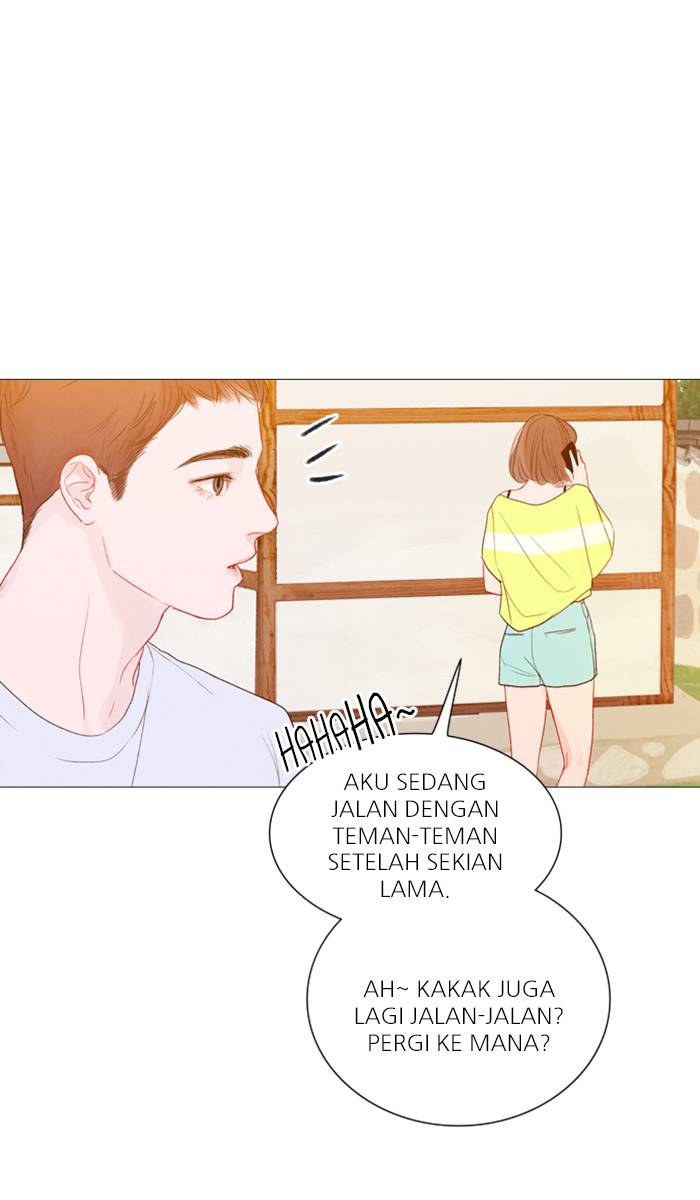 HAHAHA~
AKU SEDANG
JALAN DENGAN
TEMAN-TEMAN
SETELAH SEKIAN
LAMA.
AH~ KAKAK JUGA
LAGI JALAN-JALAN?
PERGI KE MANA?